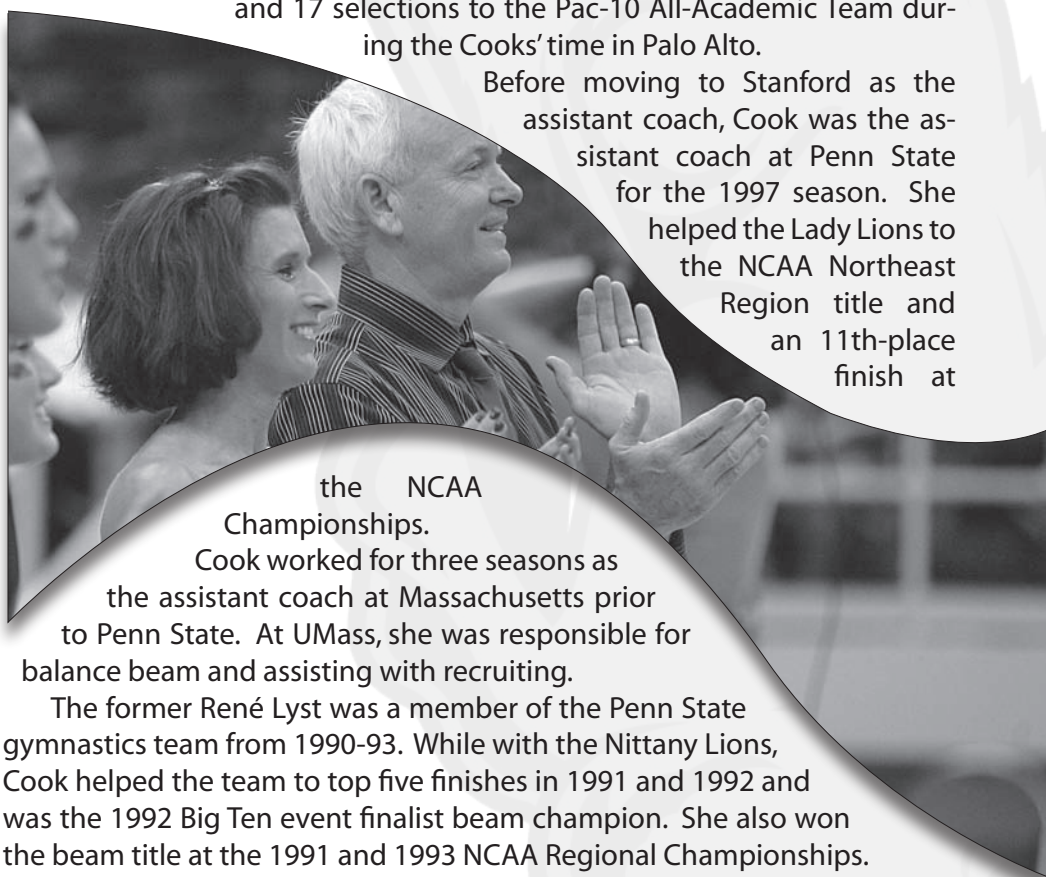 and 17 selections to the Pac-10 All-Academic Team dur-
ing the Cooks' time in Palo Alto.
Before moving to Stanford as the
assistant coach, Cook was the as-
sistant coach at Penn State
for the 1997 season. She
helped the Lady Lions to
the NCAA Northeast
Region title and
an 11th-place
finish at
the NCAA
Championships.
Cook worked for three seasons as
the assistant coach at Massachusetts prior
to Penn State. At UMass, she was responsible for
balance beam and assisting with recruiting.
The former René Lyst was a member of the Penn State
gymnastics team from 1990-93. While with the Nittany Lions,
Cook helped the team to top five finishes in 1991 and 1992 and
was the 1992 Big Ten event finalist beam champion. She also won
the beam title at the 1991 and 1993 NCAA Regional Championships.